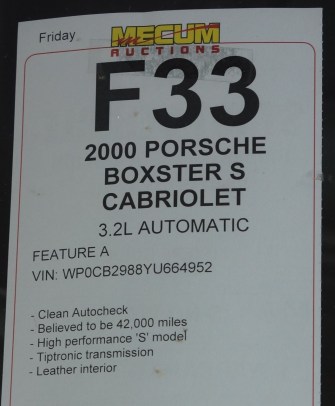 Friday
MECUM
AUCTIONS
F33
2000 PORSCHE
BOXSTER S
CABRIOLET
3.2L AUTOMATIC
FEATURE A
VIN: WP0CB2988YU664952
- Clean Autocheck
- Believed to be 42,000 miles
- High performance 'S' model
- Tiptronic transmission
- Leather interior